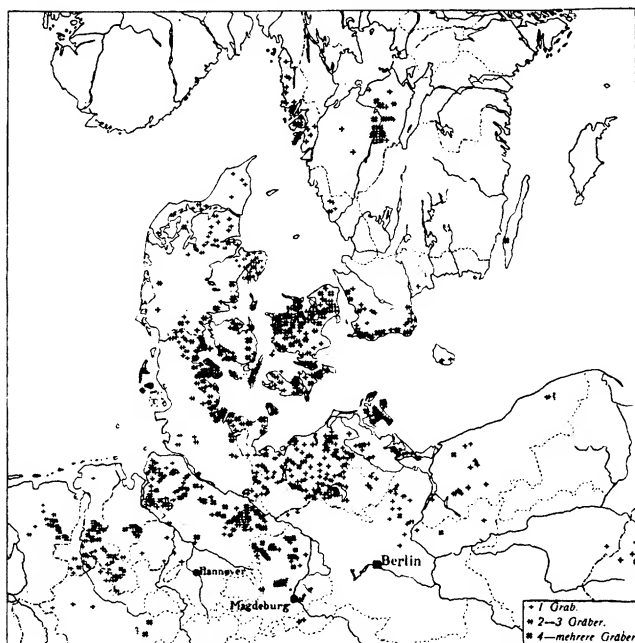 Berlin
Hannover
Magdeburg
1 Grab.
2—3 Gräber.
4—mehrere Gräber